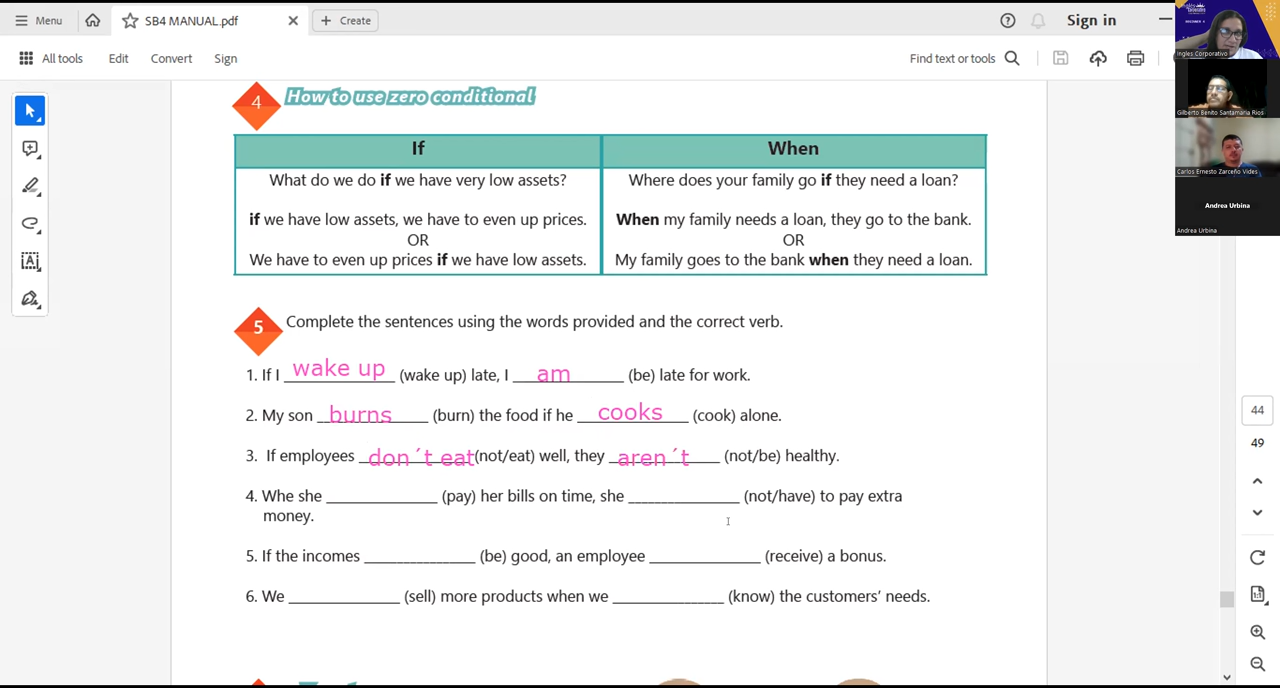 Menu
SB4 MANUAL.pdf
Create
Sign in
All tools
Edit
Convert
Sign
Find text or tools
4
How to use zero conditional
If
When
What do we do if we have very low assets?
Where does your family go if they need a loan?
if we have low assets, we have to even up prices.
When my family needs a loan, they go to the bank.
OR
OR
We have to even up prices if we have low assets.
My family goes to the bank when they need a loan.
5
Complete the sentences using the words provided and the correct verb.
1. If I wake up (wake up) late, I am (be) late for work.
2. My son burns (burn) the food if he cooks (cook) alone.
3. If employees don´t eat (not/eat) well, they aren´t (not/be) healthy.
4. Whe she ____________ (pay) her bills on time, she ____________ (not/have) to pay extra
money.
5. If the incomes ____________ (be) good, an employee ____________ (receive) a bonus.
6. We ____________ (sell) more products when we ____________ (know) the customers’ needs.
44
49
Ingles Corporativo
Gilberto Benito Santamaria Rios
Carlos Ernesto Zarceño Vides
Andrea Urbina
Andrea Urbina